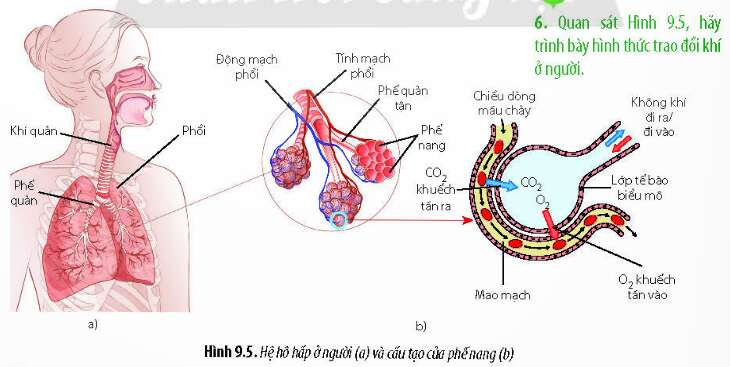 6. Quan sát Hình 9.5, hãy
trình bày hình thức trao đổi khí
ở người.
Khí quản
Phổi
Phế
quản
a)
Động mạch
phổi
Tĩnh mạch
phổi
Phế quản
tận
Phế
nang
b)
Chiều dòng
máu chảy
Không khí
đi ra/
đi vào
CO2
khuếch
tán ra
CO2
O2
Lớp tế bào
biểu mô
Mao mạch
O2 khuếch
tán vào
Hình 9.5. Hệ hô hấp ở người (a) và cấu tạo của phế nang (b)